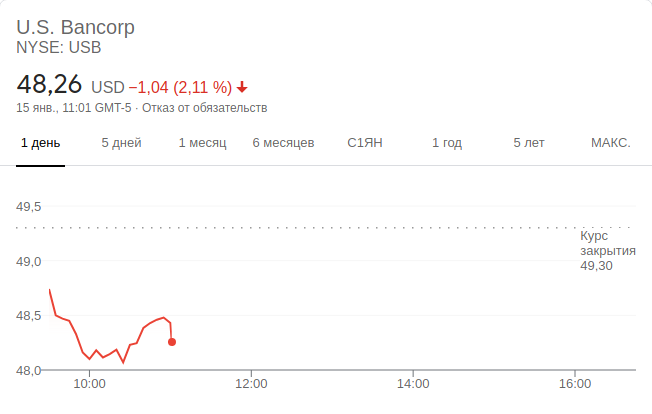 U.S. Bancorp
NYSE: USB
48,26 USD −1,04 (2,11 %)
15 янв., 11:01 GMT-5 · Отказ от обязательств
1 день 5 дней 1 месяц 6 месяцев С1ЯН 1 год 5 лет МАКС.
49,5
Курс
закрытия
49,30
49,0
48,5
48,0
10:00 12:00 14:00 16:00